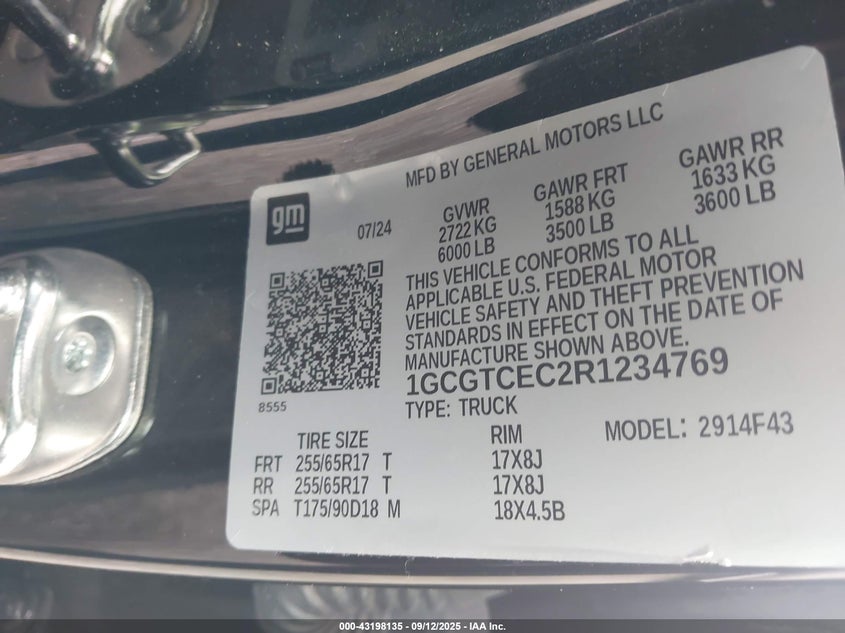 MFD BY GENERAL MOTORS LLC
gm
07/24
GVWR GAWR FRT GAWR RR
2722 KG 1588 KG 1633 KG
6000 LB 3500 LB 3600 LB
THIS VEHICLE CONFORMS TO ALL
APPLICABLE U.S. FEDERAL MOTOR
VEHICLE SAFETY AND THEFT PREVENTION
STANDARDS IN EFFECT ON THE DATE OF
MANUFACTURE SHOWN ABOVE.
1GCGTCEC2R1234769
8555
TYPE: TRUCK
MODEL: 2914F43
TIRE SIZE RIM
FRT 255/65R17 T 17X8J
RR 255/65R17 T 17X8J
SPA T175/90D18 M 18X4.5B
000-43198135 - 09/12/2025 - IAA Inc.